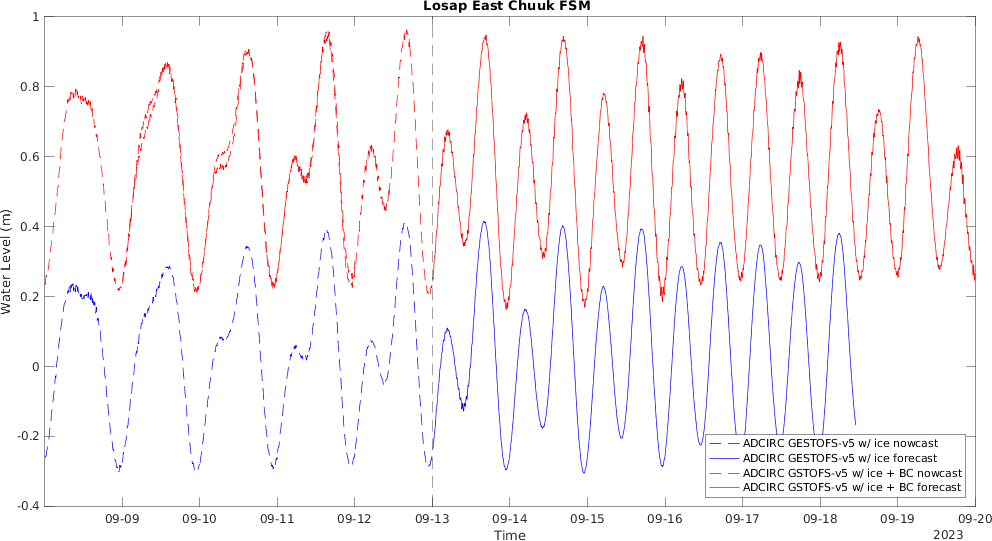 Losap East Chuuk FSM
1
0.8
0.6
0.4
0.2
0
-0.2
-0.4
Water Level (m)
ADCIRC GESTOFS-v5 w/ ice nowcast
ADCIRC GESTOFS-v5 w/ ice forecast
ADCIRC GSTOFS-v5 w/ ice + BC nowcast
ADCIRC GSTOFS-v5 w/ ice + BC forecast
09-09 09-10 09-11 09-12 09-13 09-14 09-15 09-16 09-17 09-18 09-19 09-20
Time
2023